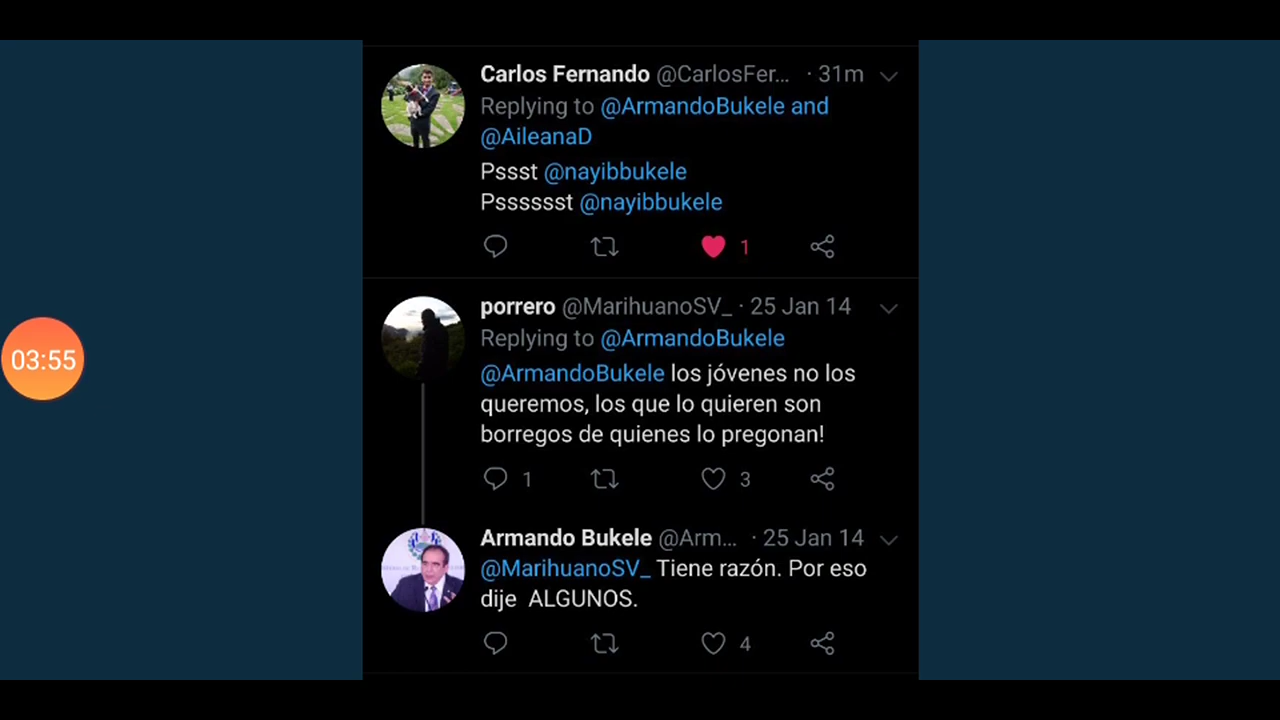 Carlos Fernando @CarlosFer... · 31m
Replying to @ArmandoBukele and
@AileanaD
Pssst @nayibbukele
Psssssst @nayibbukele
1
porrero @MarihuanoSV_ · 25 Jan 14
Replying to @ArmandoBukele
@ArmandoBukele los jóvenes no los
queremos, los que lo quieren son
borregos de quienes lo pregonan!
1 3
03:55
Armando Bukele @Arm... · 25 Jan 14
@MarihuanoSV_ Tiene razón. Por eso
dije ALGUNOS.
4